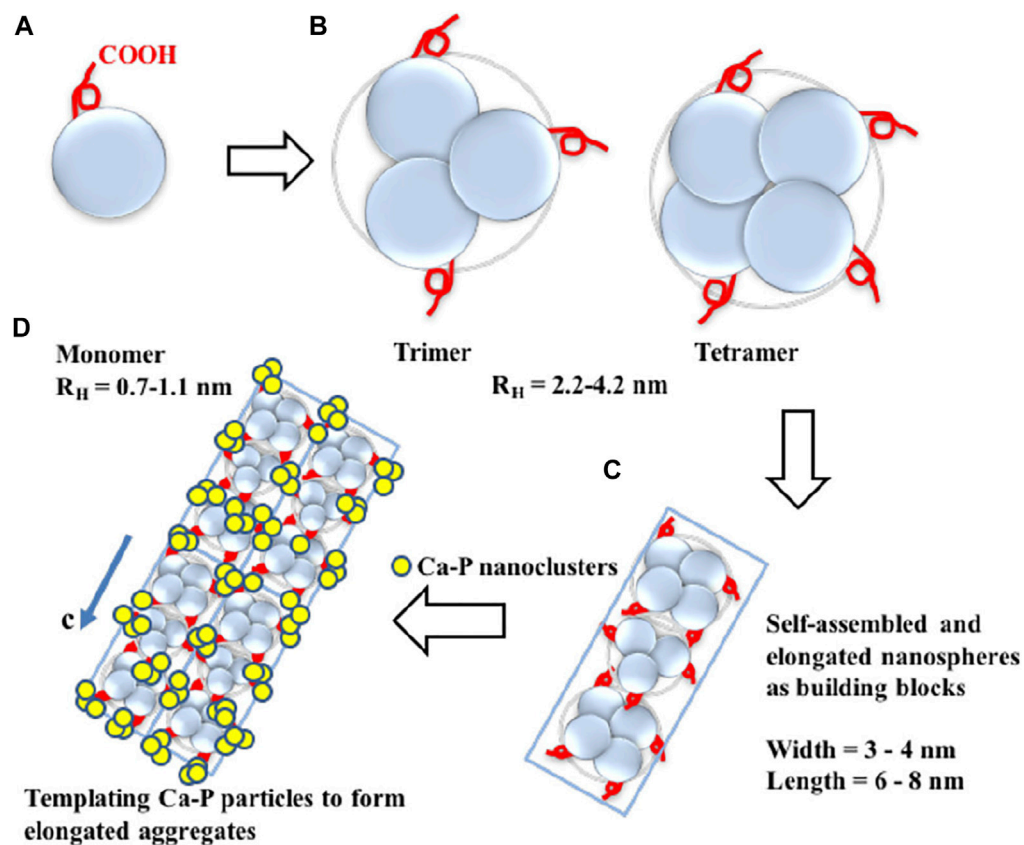 A
COOH
B
Monomer
R_H = 0.7-1.1 nm
Trimer
Tetramer
R_H = 2.2-4.2 nm
C
Self-assembled and
elongated nanospheres
as building blocks
Width = 3 - 4 nm
Length = 6 - 8 nm
D
Ca-P nanoclusters
c
Templating Ca-P particles to form
elongated aggregates